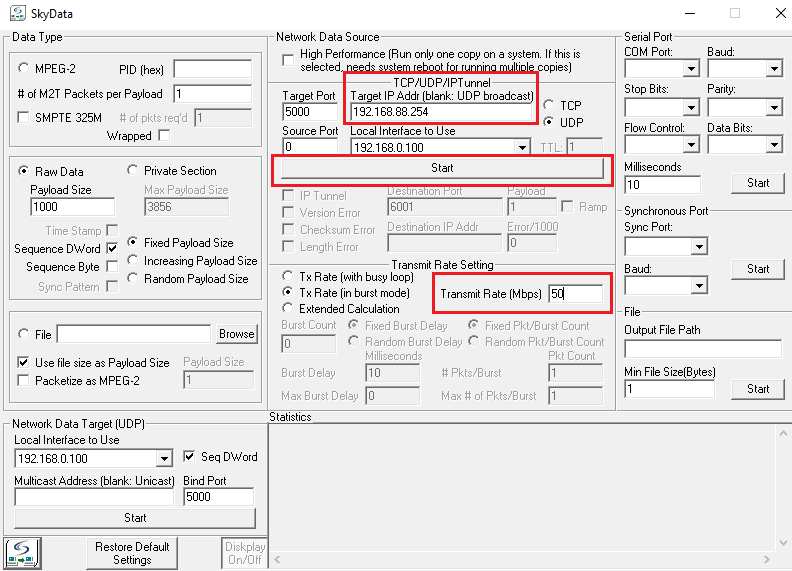 SkyData
Data Type
MPEG-2
PID (hex)
# of M2T Packets per Payload
1
SMPTE 325M
# of pkts req'd
1
Wrapped
Raw Data
Private Section
Payload Size
Max Payload Size
1000
3856
Time Stamp
Sequence DWord
Fixed Payload Size
Sequence Byte
Increasing Payload Size
Sync Pattern
Random Payload Size
File
Browse
Use file size as Payload Size
Payload Size
Packetize as MPEG-2
1
Network Data Target (UDP)
Local Interface to Use
192.168.0.100
Seq DWord
Multicast Address (blank: Unicast)
Bind Port
5000
Start
Restore Default
Settings
Diskplay
On/Off
Network Data Source
High Performance (Run only one copy on a system. If this is
selected, needs system reboot for running multiple copies)
TCP/UDP/IPTunnel
Target Port
Target IP Addr (blank: UDP broadcast)
5000
192.168.88.254
TCP
UDP
Source Port
Local Interface to Use
0
192.168.0.100
TTL:
1
Start
IP Tunnel
Destination Port
Payload
6001
1
Ramp
Version Error
Checksum Error
Destination IP Addr
Error/1000
Length Error
0
Transmit Rate Setting
Tx Rate (with busy loop)
Tx Rate (in burst mode)
Transmit Rate (Mbps)
50
Extended Calculation
Burst Count
Fixed Burst Delay
Fixed Pkt/Burst Count
0
Random Burst Delay
Random Pkt/Burst Count
Milliseconds
Pkt Count
Burst Delay
10
# Pkts/Burst
1
Max Burst Delay
0
Max # of Pkts/Burst
1
Statistics
Serial Port
COM Port:
Baud:
Stop Bits:
Parity:
Flow Control:
Data Bits:
Milliseconds
10
Start
Synchronous Port
Sync Port:
Baud:
Start
File
Output File Path
Min File Size(Bytes)
1
Start